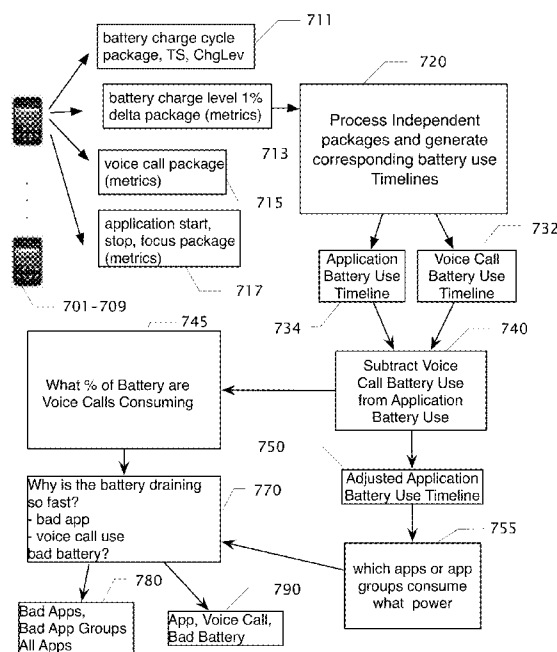 battery charge cycle
package, TS, ChgLev
711
battery charge level 1%
delta package (metrics)
713
voice call package
(metrics)
715
application start,
stop, focus package
(metrics)
717
701-709
720
Process Independent
packages and generate
corresponding battery use
Timelines
732
Application
Battery Use
Timeline
Voice Call
Battery Use
Timeline
734
740
745
What % of Battery are
Voice Calls Consuming
Subtract Voice
Call Battery Use
from Application
Battery Use
750
Adjusted Application
Battery Use Timeline
Why is the battery draining
so fast?
- bad app
- voice call use
bad battery?
770
755
which apps or app
groups consume
what power
780
Bad Apps,
Bad App Groups
All Apps
790
App, Voice Call,
Bad Battery